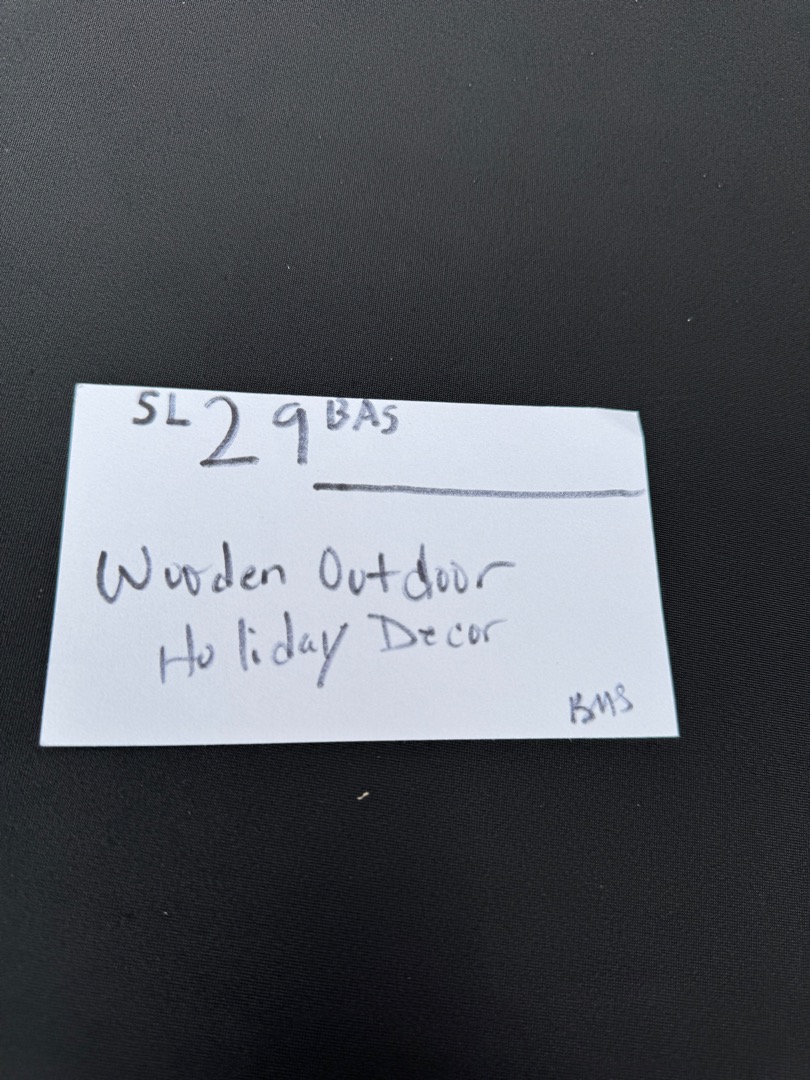 SL 29 BAS
Wooden Outdoor
Holiday Decor
BMS